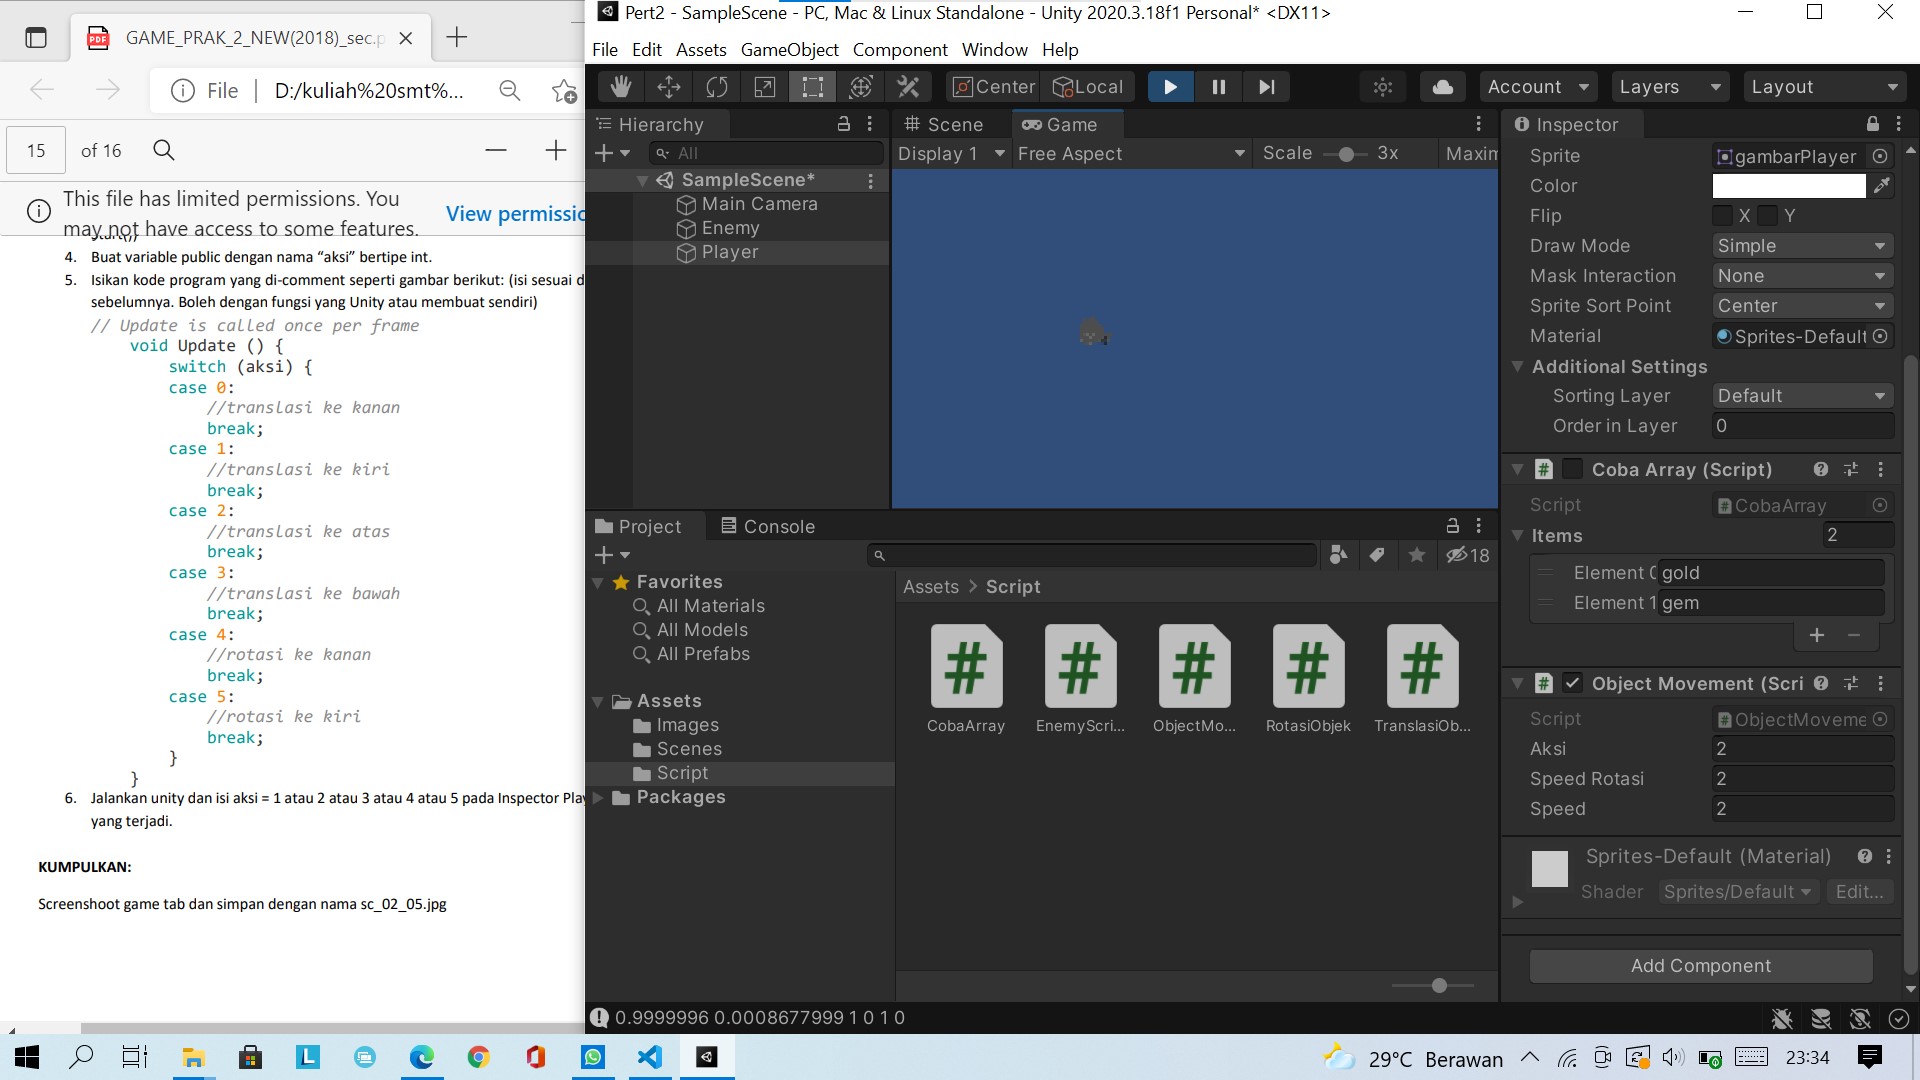 GAME_PRAK_2_NEW(2018)_sec.p
File
D:/kuliah%20smt%...
15 of 16
This file has limited permissions. You
may not have access to some features.
View permissio
4. Buat variable public dengan nama “aksi” bertipe int.
5. Isikan kode program yang di-comment seperti gambar berikut: (isi sesuai d
sebelumnya. Boleh dengan fungsi yang Unity atau membuat sendiri)
// Update is called once per frame
void Update () {
switch (aksi) {
case 0:
//translasi ke kanan
break;
case 1:
//translasi ke kiri
break;
case 2:
//translasi ke atas
break;
case 3:
//translasi ke bawah
break;
case 4:
//rotasi ke kanan
break;
case 5:
//rotasi ke kiri
break;
}
}
6. Jalankan unity dan isi aksi = 1 atau 2 atau 3 atau 4 atau 5 pada Inspector Play
yang terjadi.
KUMPULKAN:
Screenshoot game tab dan simpan dengan nama sc_02_05.jpg
Pert2 - SampleScene - PC, Mac & Linux Standalone - Unity 2020.3.18f1 Personal* <DX11>
File Edit Assets GameObject Component Window Help
Center Local Account Layers Layout
Hierarchy
All
SampleScene*
Main Camera
Enemy
Player
Scene Game
Display 1 Free Aspect Scale 3x Maxim
Project Console
18
Favorites
All Materials
All Models
All Prefabs
Assets
Images
Scenes
Script
Packages
Assets > Script
CobaArray EnemyScri... ObjectMo... RotasiObjek TranslasiOb...
Inspector
Sprite gambarPlayer
Color
Flip X Y
Draw Mode Simple
Mask Interaction None
Sprite Sort Point Center
Material Sprites-Default
Additional Settings
Sorting Layer Default
Order in Layer 0
# Coba Array (Script)
Script CobaArray
Items 2
Element 0 gold
Element 1 gem
+ −
# Object Movement (Scri
Script ObjectMoveme
Aksi 2
Speed Rotasi 2
Speed 2
Sprites-Default (Material)
Shader Sprites/Default Edit...
Add Component
0.9999996 0.0008677999 1 0 1 0
29°C Berawan 23:34